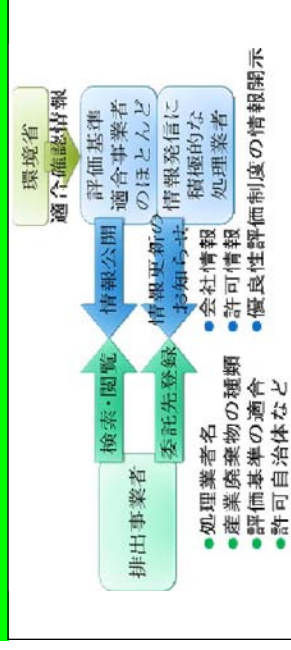 環境省
適合確認情報
評価基準
適合事業者
のほとんど
情報発信に
積極的な
処理業者
情報公開
情報更新の
お知らせ
検索・閲覧
委託先登録
排出事業者
●処理業者名
●産業廃棄物の種類
●評価基準の適合
●許可自治体など
●会社情報
●許可情報
●優良性評価制度の情報開示